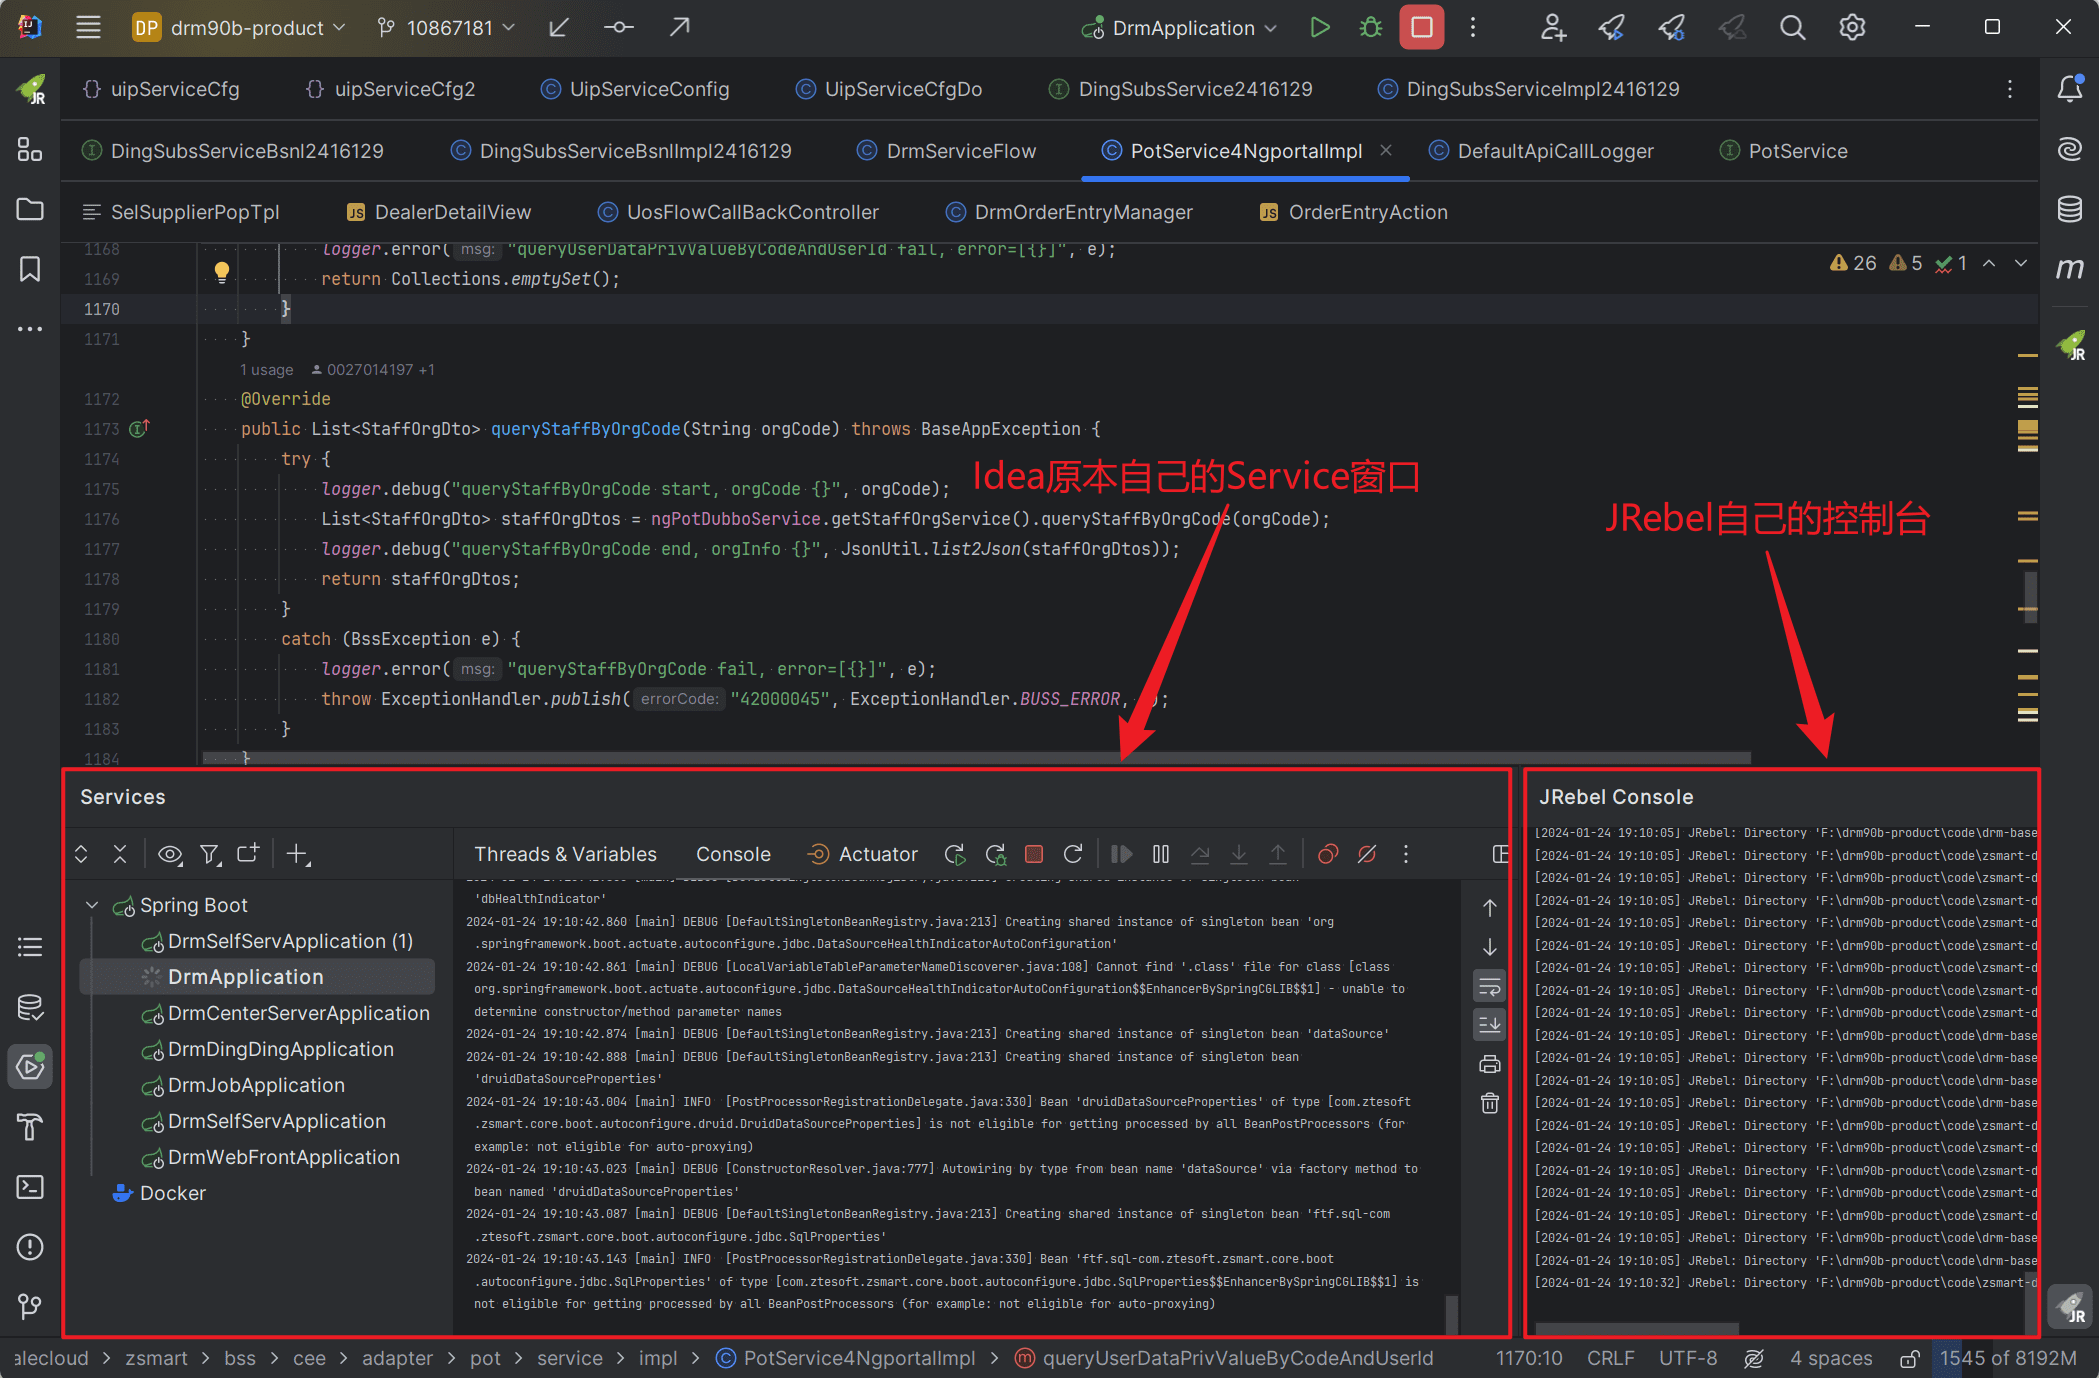 DP drm90b-product 10867181 DrmApplication
JR uipServiceCfg uipServiceCfg2 UipServiceConfig UipServiceCfgDo DingSubsService2416129 DingSubsServiceImpl2416129
DingSubsServiceBsnl2416129 DingSubsServiceBsnlImpl2416129 DrmServiceFlow PotService4NgportalImpl DefaultApiCallLogger PotService
SelSupplierPopTpl JS DealerDetailView UosFlowCallBackController DrmOrderEntryManager JS OrderEntryAction
26 5 1
1168 logger.error( msg: "queryUserDataPrivValueByCodeAndUserId fail, error=[{}]", e);
1169 return Collections.emptySet();
1170 }
1171 }
1 usage 0027014197 +1
1172 @Override
1173 public List<StaffOrgDto> queryStaffByOrgCode(String orgCode) throws BaseAppException {
1174 try {
1175 logger.debug("queryStaffByOrgCode start, orgCode {}", orgCode);
1176 List<StaffOrgDto> staffOrgDtos = ngPotDubboService.getStaffOrgService().queryStaffByOrgCode(orgCode);
1177 logger.debug("queryStaffByOrgCode end, orgInfo {}", JsonUtil.list2Json(staffOrgDtos));
1178 return staffOrgDtos;
1179 }
1180 catch (BssException e) {
1181 logger.error( msg: "queryStaffByOrgCode fail, error=[{}]", e);
1182 throw ExceptionHandler.publish( errorCode: "42000045", ExceptionHandler.BUSS_ERROR, );
1183 }
1184 }
Idea原本自己的Service窗口
JRebel自己的控制台
Services
Threads & Variables Console Actuator
Spring Boot
DrmSelfServApplication (1)
DrmApplication
DrmCenterServerApplication
DrmDingDingApplication
DrmJobApplication
DrmSelfServApplication
DrmWebFrontApplication
Docker
'dbHealthIndicator'
2024-01-24 19:10:42.860 [main] DEBUG [DefaultSingletonBeanRegistry.java:213] Creating shared instance of singleton bean 'org
.springframework.boot.actuate.autoconfigure.jdbc.DataSourceHealthIndicatorAutoConfiguration'
2024-01-24 19:10:42.861 [main] DEBUG [LocalVariableTableParameterNameDiscoverer.java:108] Cannot find '.class' file for class [class
org.springframework.boot.actuate.autoconfigure.jdbc.DataSourceHealthIndicatorAutoConfiguration$$EnhancerBySpringCGLIB$$1] - unable to
determine constructor/method parameter names
2024-01-24 19:10:42.874 [main] DEBUG [DefaultSingletonBeanRegistry.java:213] Creating shared instance of singleton bean 'dataSource'
2024-01-24 19:10:42.888 [main] DEBUG [DefaultSingletonBeanRegistry.java:213] Creating shared instance of singleton bean
'druidDataSourceProperties'
2024-01-24 19:10:43.004 [main] INFO [PostProcessorRegistrationDelegate.java:330] Bean 'druidDataSourceProperties' of type [com.ztesoft
.zsmart.core.boot.autoconfigure.druid.DruidDataSourceProperties] is not eligible for getting processed by all BeanPostProcessors (for
example: not eligible for auto-proxying)
2024-01-24 19:10:43.023 [main] DEBUG [ConstructorResolver.java:777] Autowiring by type from bean name 'dataSource' via factory method to
bean named 'druidDataSourceProperties'
2024-01-24 19:10:43.087 [main] DEBUG [DefaultSingletonBeanRegistry.java:213] Creating shared instance of singleton bean 'ftf.sql-com
.ztesoft.zsmart.core.boot.autoconfigure.jdbc.SqlProperties'
2024-01-24 19:10:43.143 [main] INFO [PostProcessorRegistrationDelegate.java:330] Bean 'ftf.sql-com.ztesoft.zsmart.core.boot
.autoconfigure.jdbc.SqlProperties' of type [com.ztesoft.zsmart.core.boot.autoconfigure.jdbc.SqlProperties$$EnhancerBySpringCGLIB$$1] is
not eligible for getting processed by all BeanPostProcessors (for example: not eligible for auto-proxying)
JRebel Console
[2024-01-24 19:10:05] JRebel: Directory 'F:\drm90b-product\code\drm-base
[2024-01-24 19:10:05] JRebel: Directory 'F:\drm90b-product\code\zsmart-d
[2024-01-24 19:10:05] JRebel: Directory 'F:\drm90b-product\code\zsmart-d
[2024-01-24 19:10:05] JRebel: Directory 'F:\drm90b-product\code\zsmart-d
[2024-01-24 19:10:05] JRebel: Directory 'F:\drm90b-product\code\drm-base
[2024-01-24 19:10:05] JRebel: Directory 'F:\drm90b-product\code\zsmart-d
[2024-01-24 19:10:05] JRebel: Directory 'F:\drm90b-product\code\drm-base
[2024-01-24 19:10:05] JRebel: Directory 'F:\drm90b-product\code\zsmart-d
[2024-01-24 19:10:05] JRebel: Directory 'F:\drm90b-product\code\zsmart-d
[2024-01-24 19:10:05] JRebel: Directory 'F:\drm90b-product\code\drm-base
[2024-01-24 19:10:05] JRebel: Directory 'F:\drm90b-product\code\drm-base
[2024-01-24 19:10:05] JRebel: Directory 'F:\drm90b-product\code\drm-base
[2024-01-24 19:10:05] JRebel: Directory 'F:\drm90b-product\code\drm-base
[2024-01-24 19:10:05] JRebel: Directory 'F:\drm90b-product\code\zsmart-d
[2024-01-24 19:10:05] JRebel: Directory 'F:\drm90b-product\code\drm-base
[2024-01-24 19:10:05] JRebel: Directory 'F:\drm90b-product\code\zsmart-d
[2024-01-24 19:10:05] JRebel: Directory 'F:\drm90b-product\code\zsmart-d
[2024-01-24 19:10:05] JRebel: Directory 'F:\drm90b-product\code\zsmart-d
[2024-01-24 19:10:05] JRebel: Directory 'F:\drm90b-product\code\zsmart-d
[2024-01-24 19:10:05] JRebel: Directory 'F:\drm90b-product\code\drm-base
[2024-01-24 19:10:32] JRebel: Directory 'F:\drm90b-product\code\zsmart-d
m
JR
JR
alecloud > zsmart > bss > cee > adapter > pot > service > impl > PotService4NgportalImpl > queryUserDataPrivValueByCodeAndUserId 1170:10 CRLF UTF-8 4 spaces 1545 of 8192M